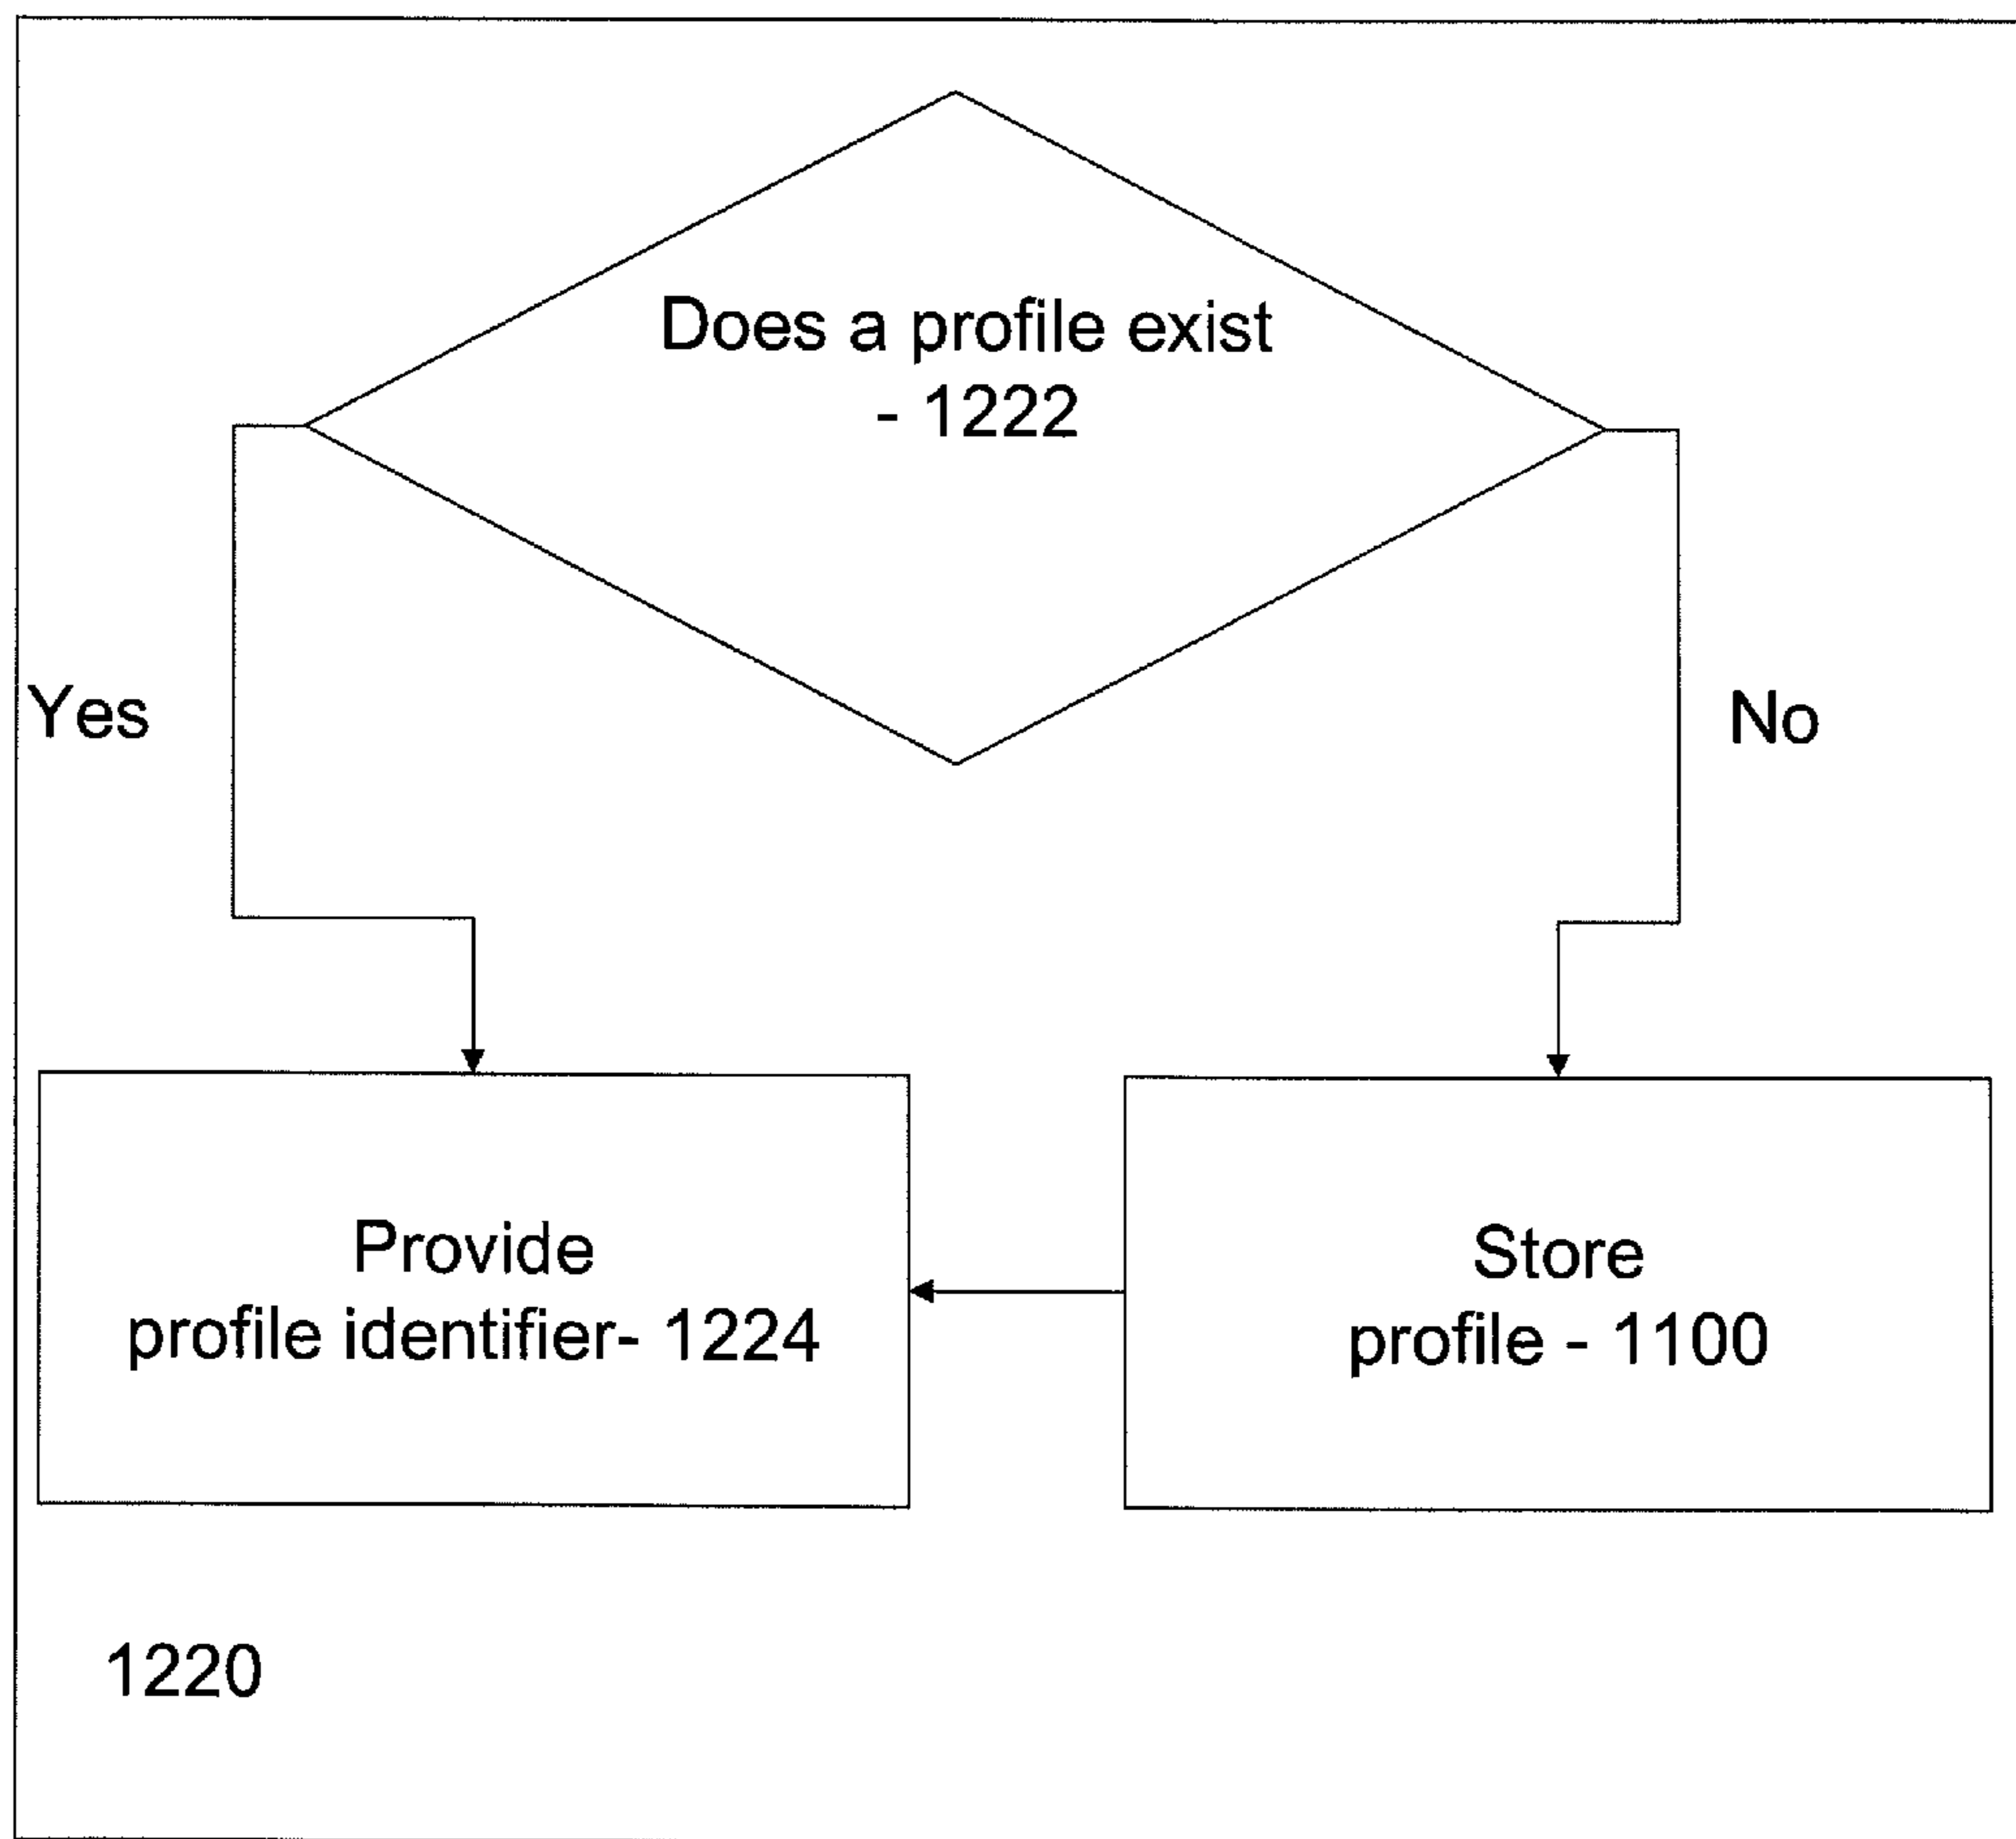 Does a profile exist
- 1222
Yes
No
Provide
profile identifier- 1224
Store
profile - 1100
1220